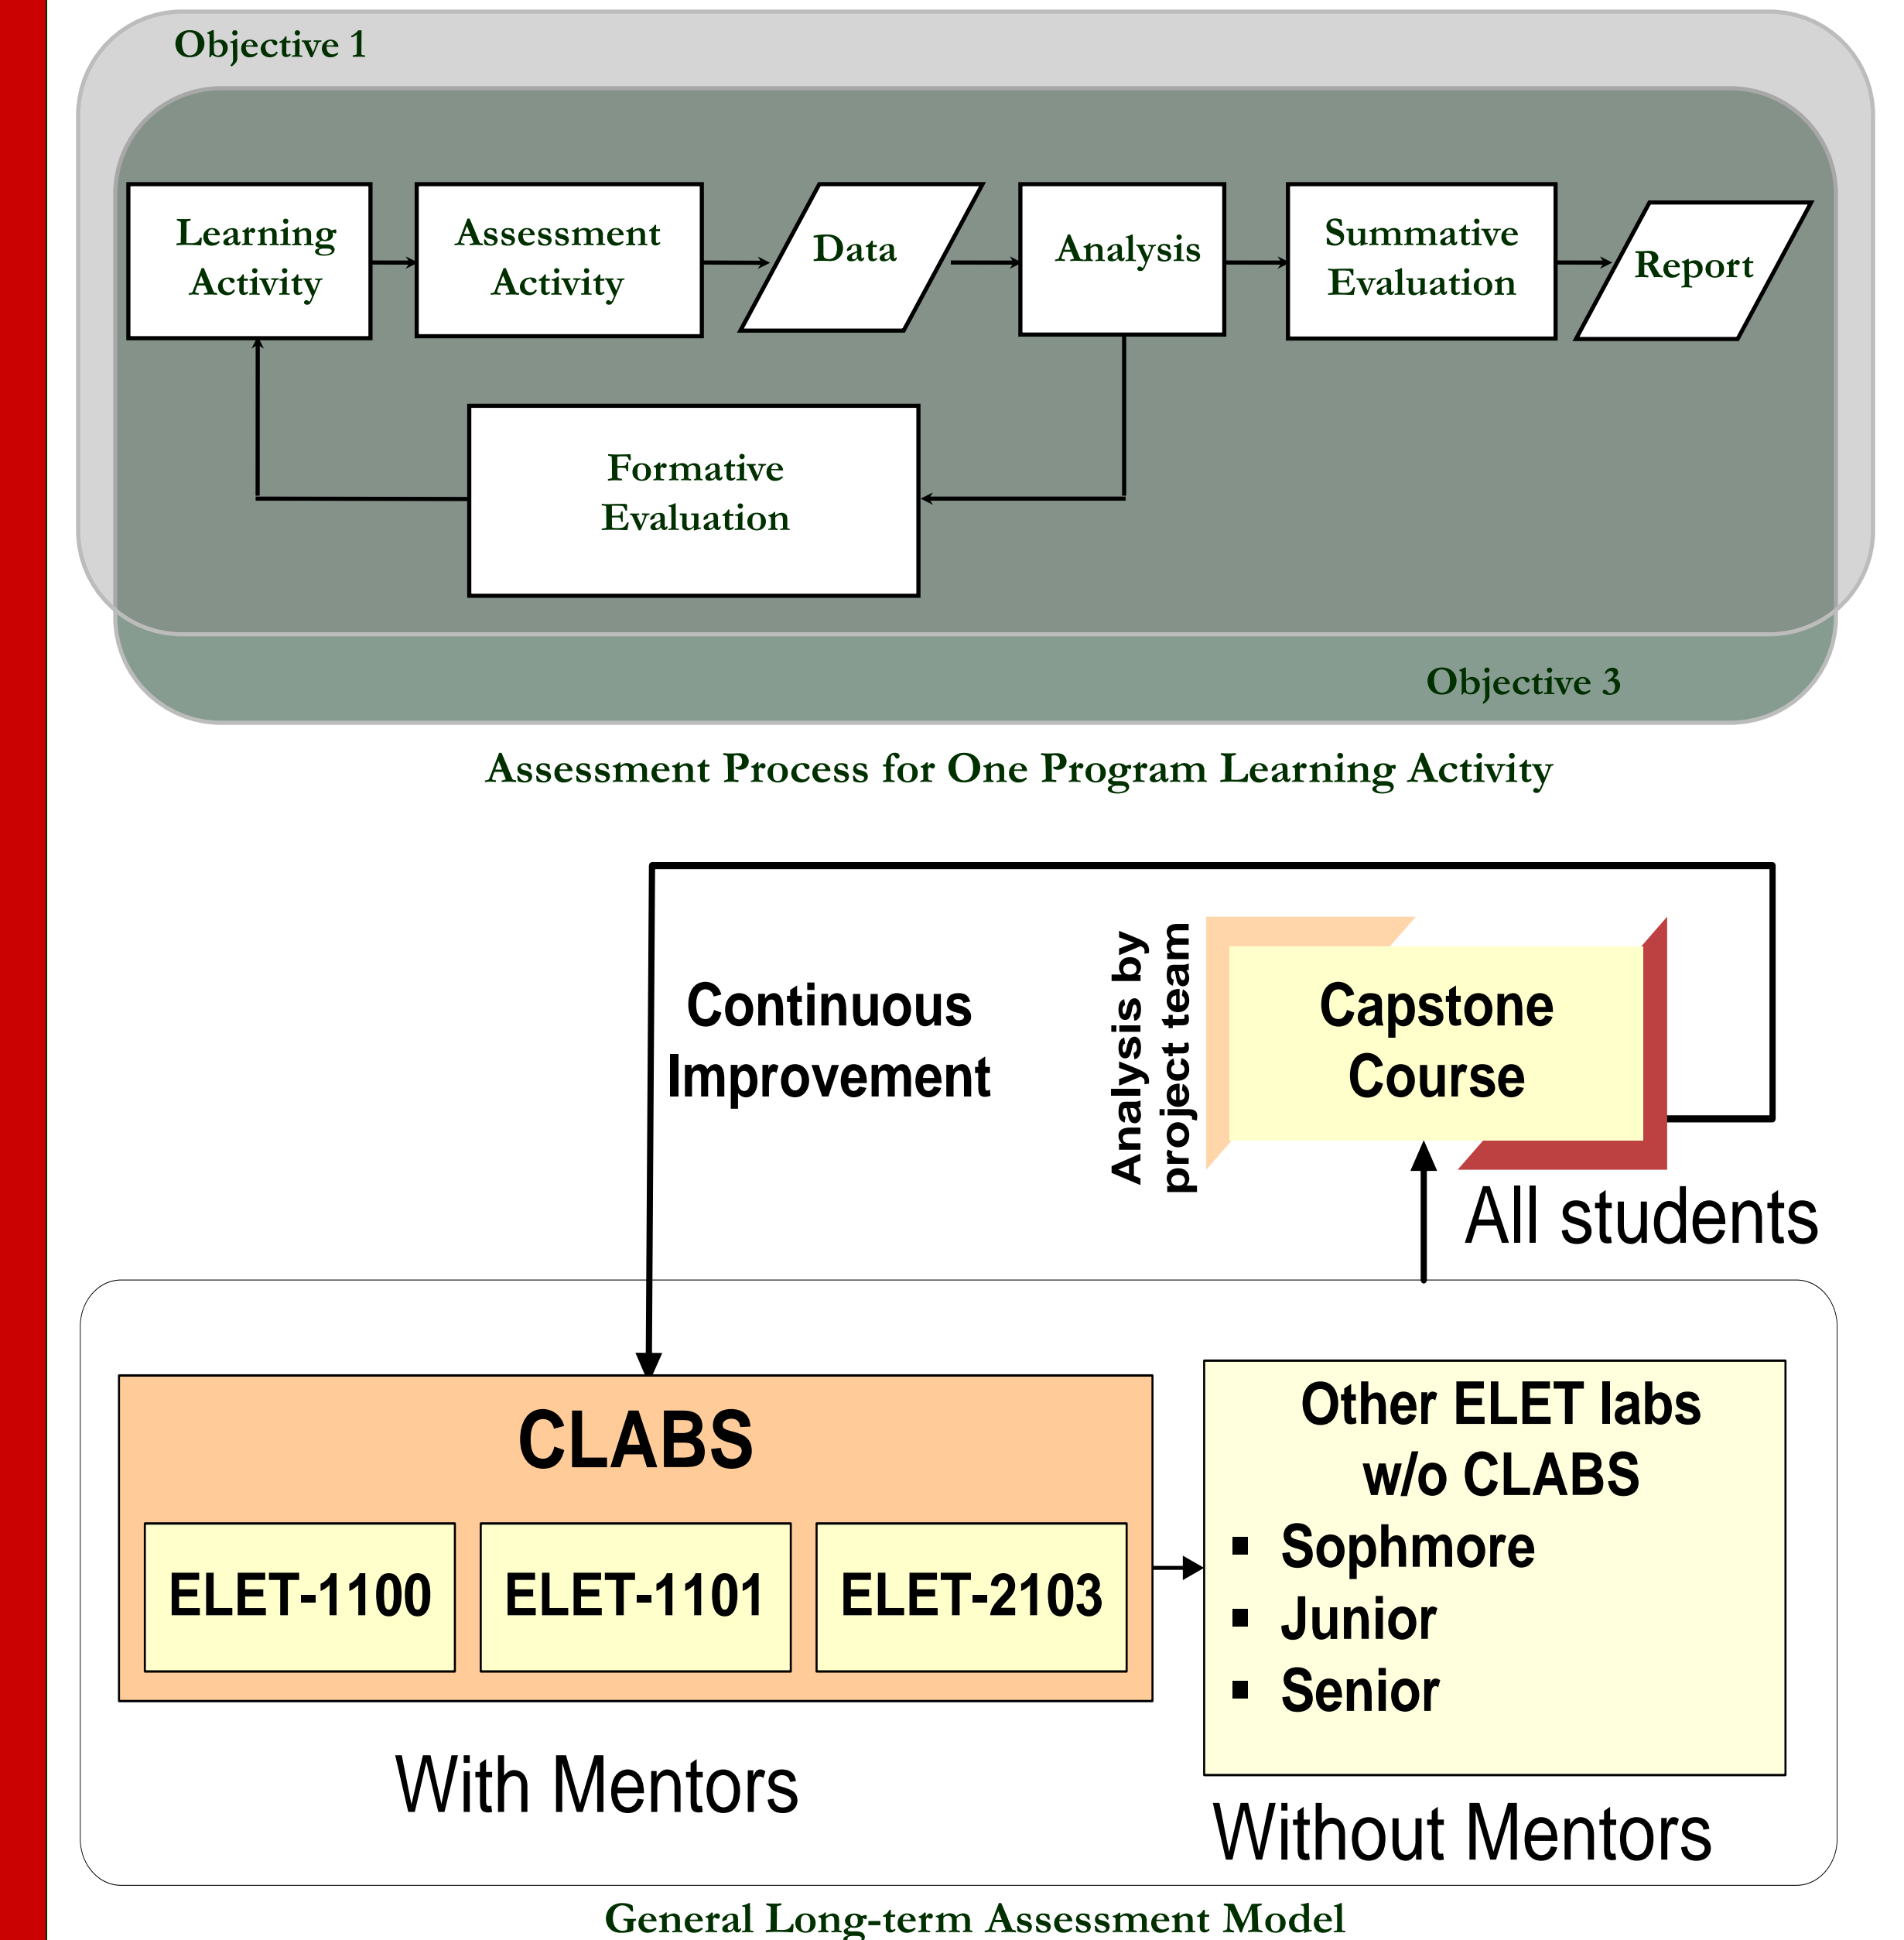 Objective 1
Learning
Activity
Assessment
Activity
Data
Analysis
Summative
Evaluation
Report
Formative
Evaluation
Objective 3
Assessment Process for One Program Learning Activity
Continuous
Improvement
Analysis by
project team
Capstone
Course
All students
CLABS
ELET-1100
ELET-1101
ELET-2103
With Mentors
Other ELET labs
w/o CLABS
▪ Sophmore
▪ Junior
▪ Senior
Without Mentors
General Long-term Assessment Model